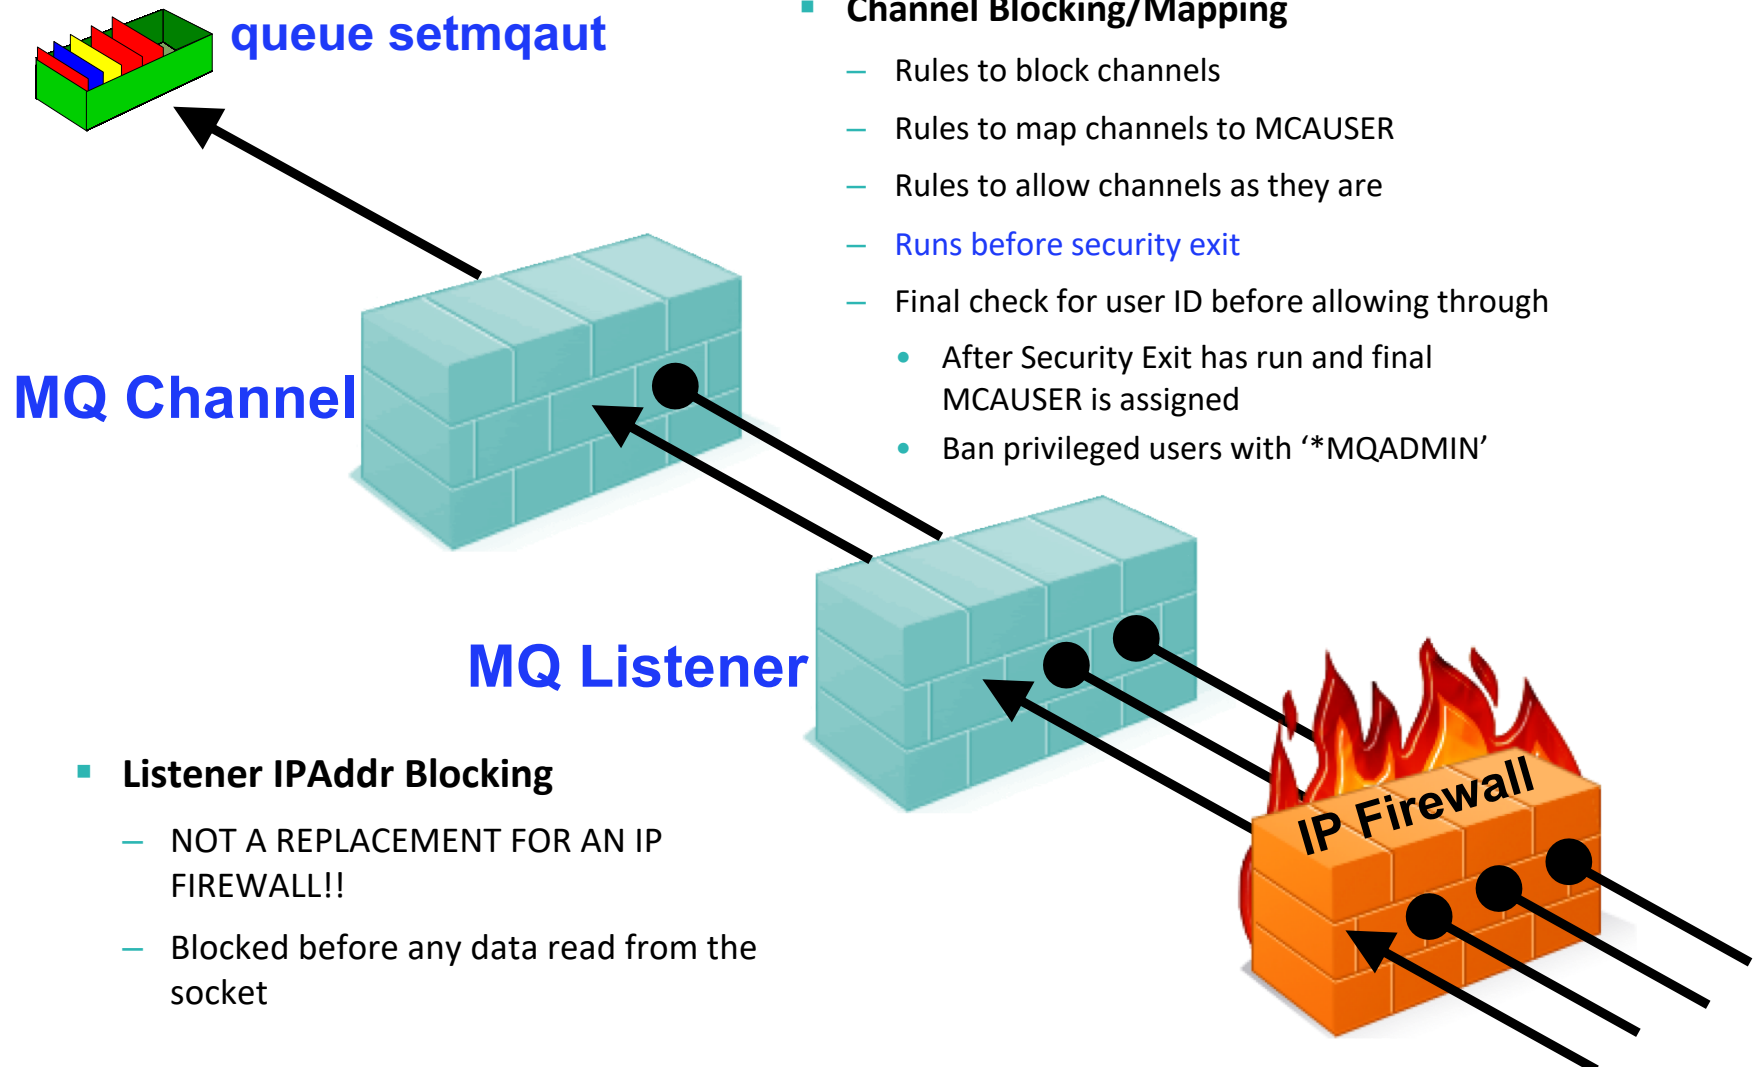 queue setmqaut
Channel Blocking/Mapping
– Rules to block channels
– Rules to map channels to MCAUSER
– Rules to allow channels as they are
– Runs before security exit
– Final check for user ID before allowing through
• After Security Exit has run and final
MCAUSER is assigned
• Ban privileged users with ‘*MQADMIN’
MQ Channel
MQ Listener
IP Firewall
Listener IPAddr Blocking
– NOT A REPLACEMENT FOR AN IP
FIREWALL!!
– Blocked before any data read from the
socket